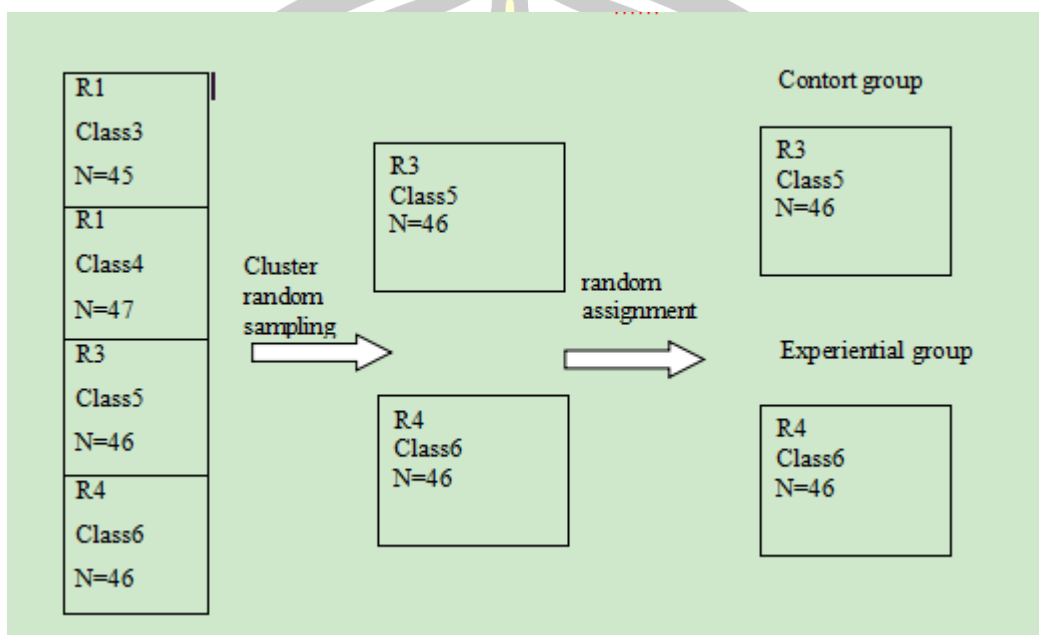 R1
Class3
N=45
R1
Class4
N=47
R3
Class5
N=46
R4
Class6
N=46
Cluster
random
sampling
R3
Class5
N=46
R4
Class6
N=46
random
assignment
Contort group
R3
Class5
N=46
Experiential group
R4
Class6
N=46